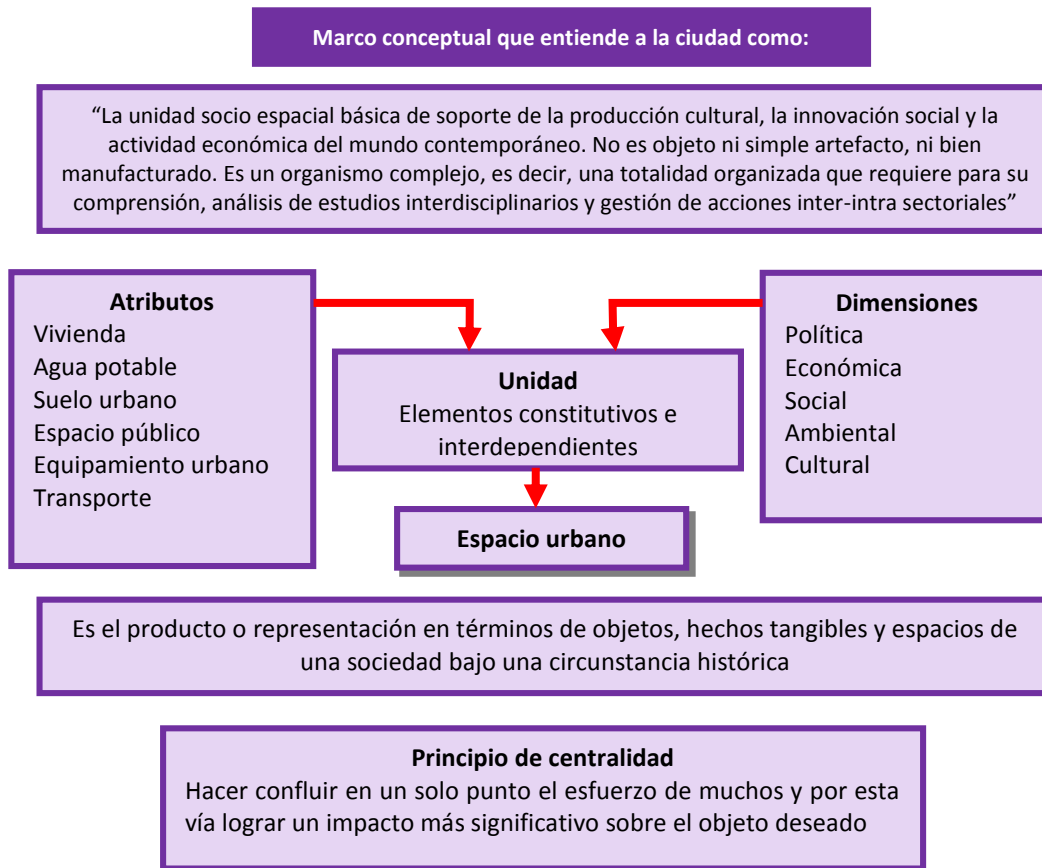 Marco conceptual que entiende a la ciudad como:
“La unidad socio espacial básica de soporte de la producción cultural, la innovación social y la
actividad económica del mundo contemporáneo. No es objeto ni simple artefacto, ni bien
manufacturado. Es un organismo complejo, es decir, una totalidad organizada que requiere para su
comprensión, análisis de estudios interdisciplinarios y gestión de acciones inter-intra sectoriales”
Atributos
Vivienda
Agua potable
Suelo urbano
Espacio público
Equipamiento urbano
Transporte
Unidad
Elementos constitutivos e
interdependientes
Dimensiones
Política
Económica
Social
Ambiental
Cultural
Espacio urbano
Es el producto o representación en términos de objetos, hechos tangibles y espacios de
una sociedad bajo una circunstancia histórica
Principio de centralidad
Hacer confluir en un solo punto el esfuerzo de muchos y por esta
vía lograr un impacto más significativo sobre el objeto deseado